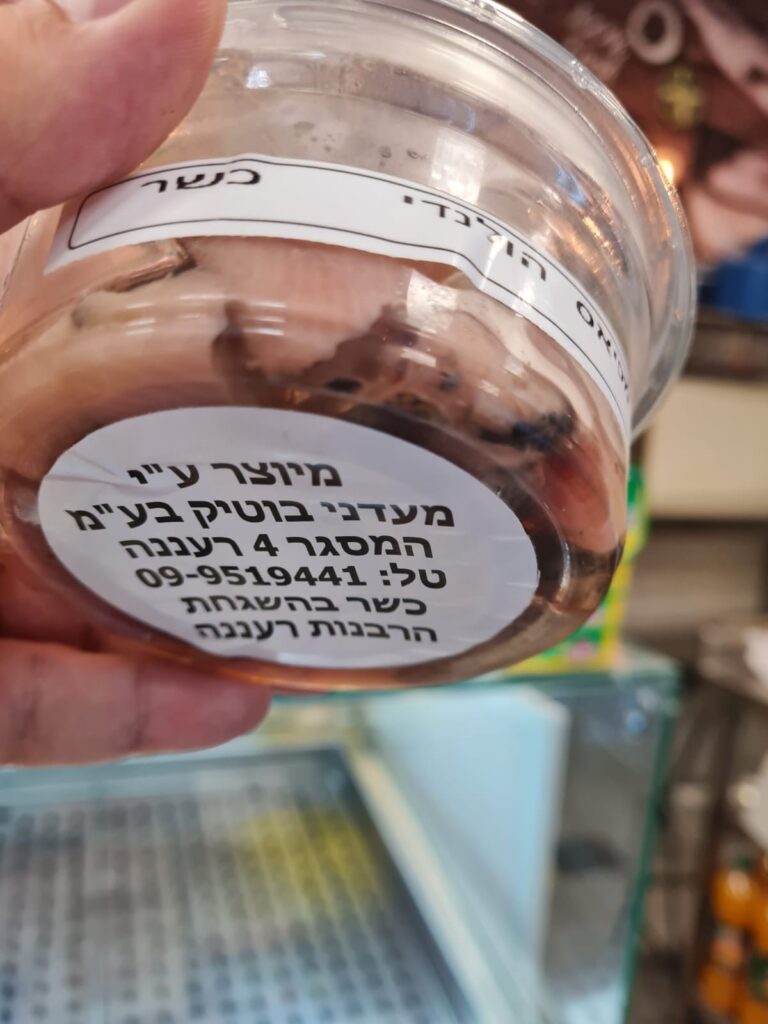 הולנדי כשר
מיוצר ע"י
מעדני בוטיק בע"מ
המסגר 4 רעננה
טל: 09-9519441
כשר בהשגחת
הרבנות רעננה